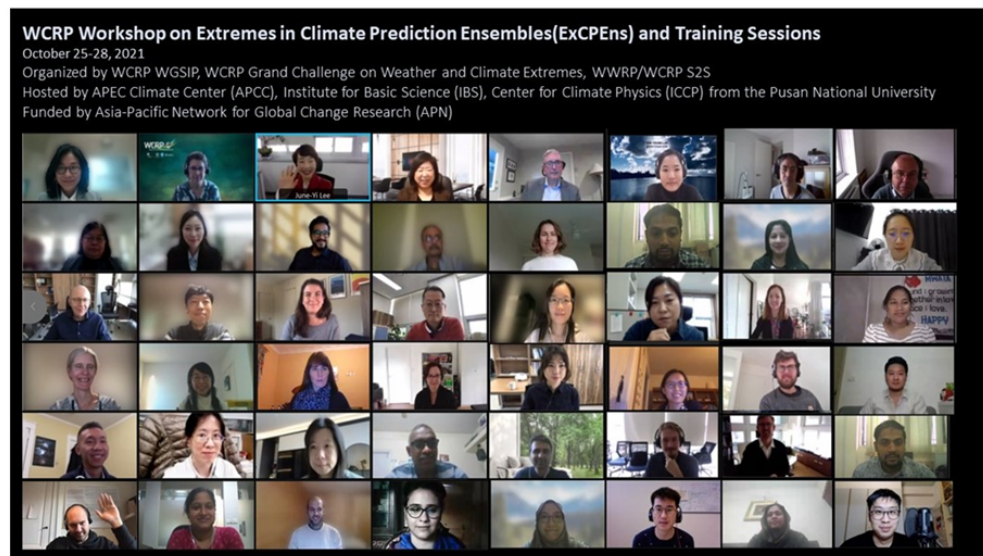 WCRP Workshop on Extremes in Climate Prediction Ensembles(ExCPEns) and Training Sessions
October 25-28, 2021
Organized by WCRP WGSIP, WCRP Grand Challenge on Weather and Climate Extremes, WWRP/WCRP S2S
Hosted by APEC Climate Center (APCC), Institute for Basic Science (IBS), Center for Climate Physics (ICCP) from the Pusan National University
Funded by Asia-Pacific Network for Global Change Research (APN)
WCRP
June-Yi Lee
HAPPY